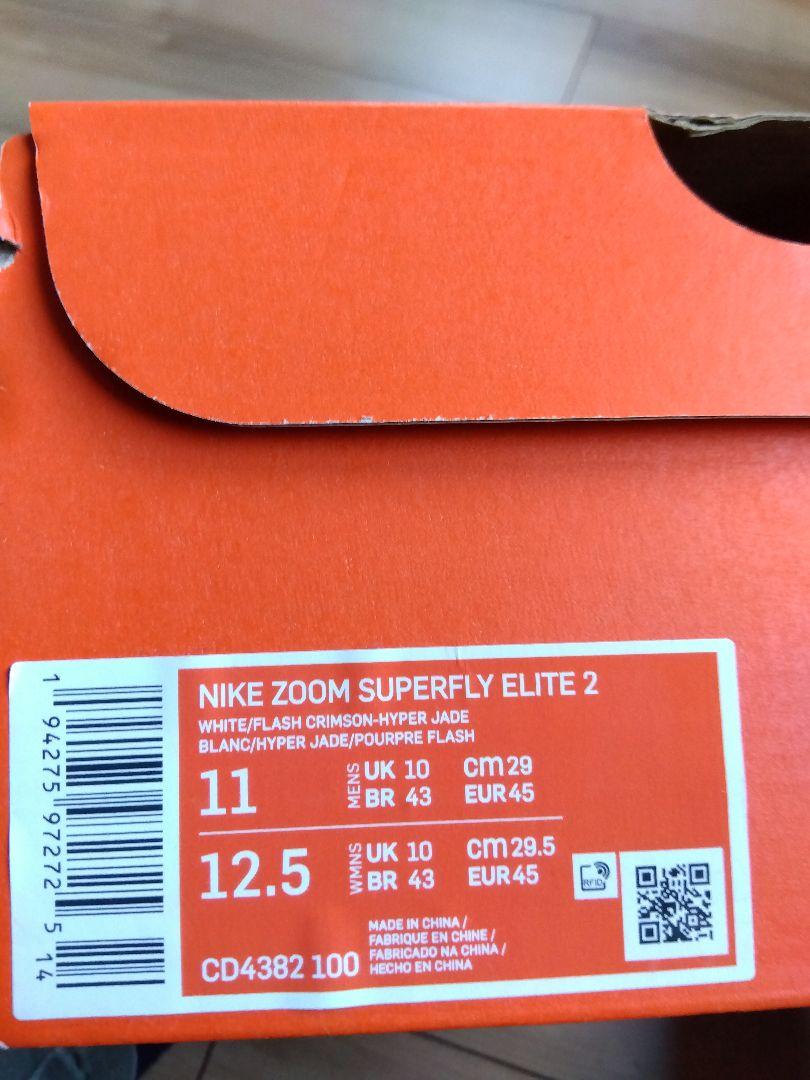 NIKE ZOOM SUPERFLY ELITE 2
WHITE/FLASH CRIMSON-HYPER JADE
BLANC/HYPER JADE/POURPRE FLASH
11 MENS UK 10 cm 29
BR 43 EUR 45
12.5 WMNS UK 10 cm 29.5
BR 43 EUR 45
RFID
CD4382 100
MADE IN CHINA /
FABRIQUE EN CHINE /
FABRICADO NA CHINA /
HECHO EN CHINA
1 94275 97272 5 14